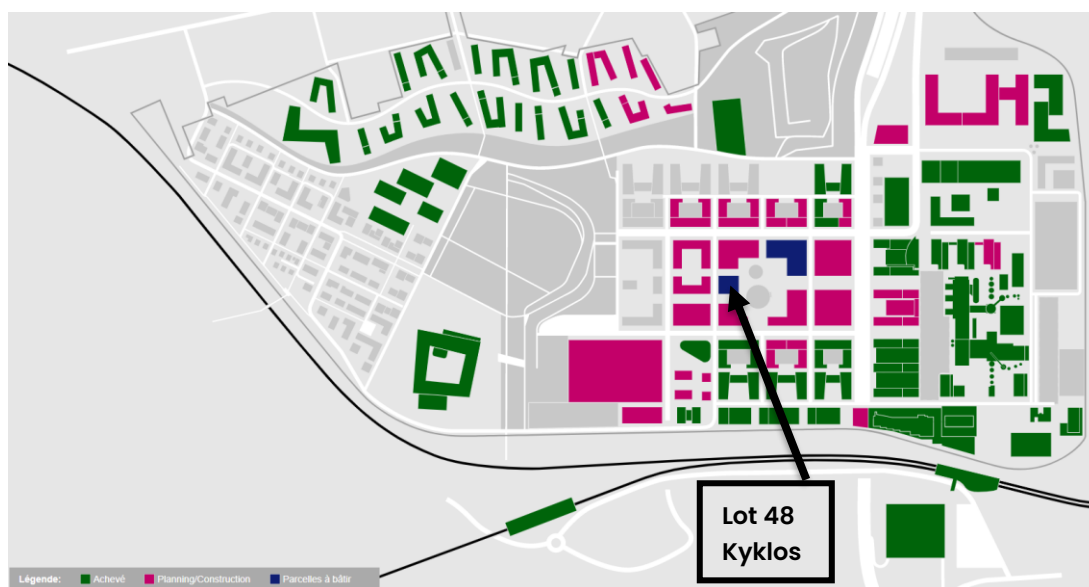 Lot 48
Kyklos
Légende: Achevé Planning/Construction Parcelles à bâtir